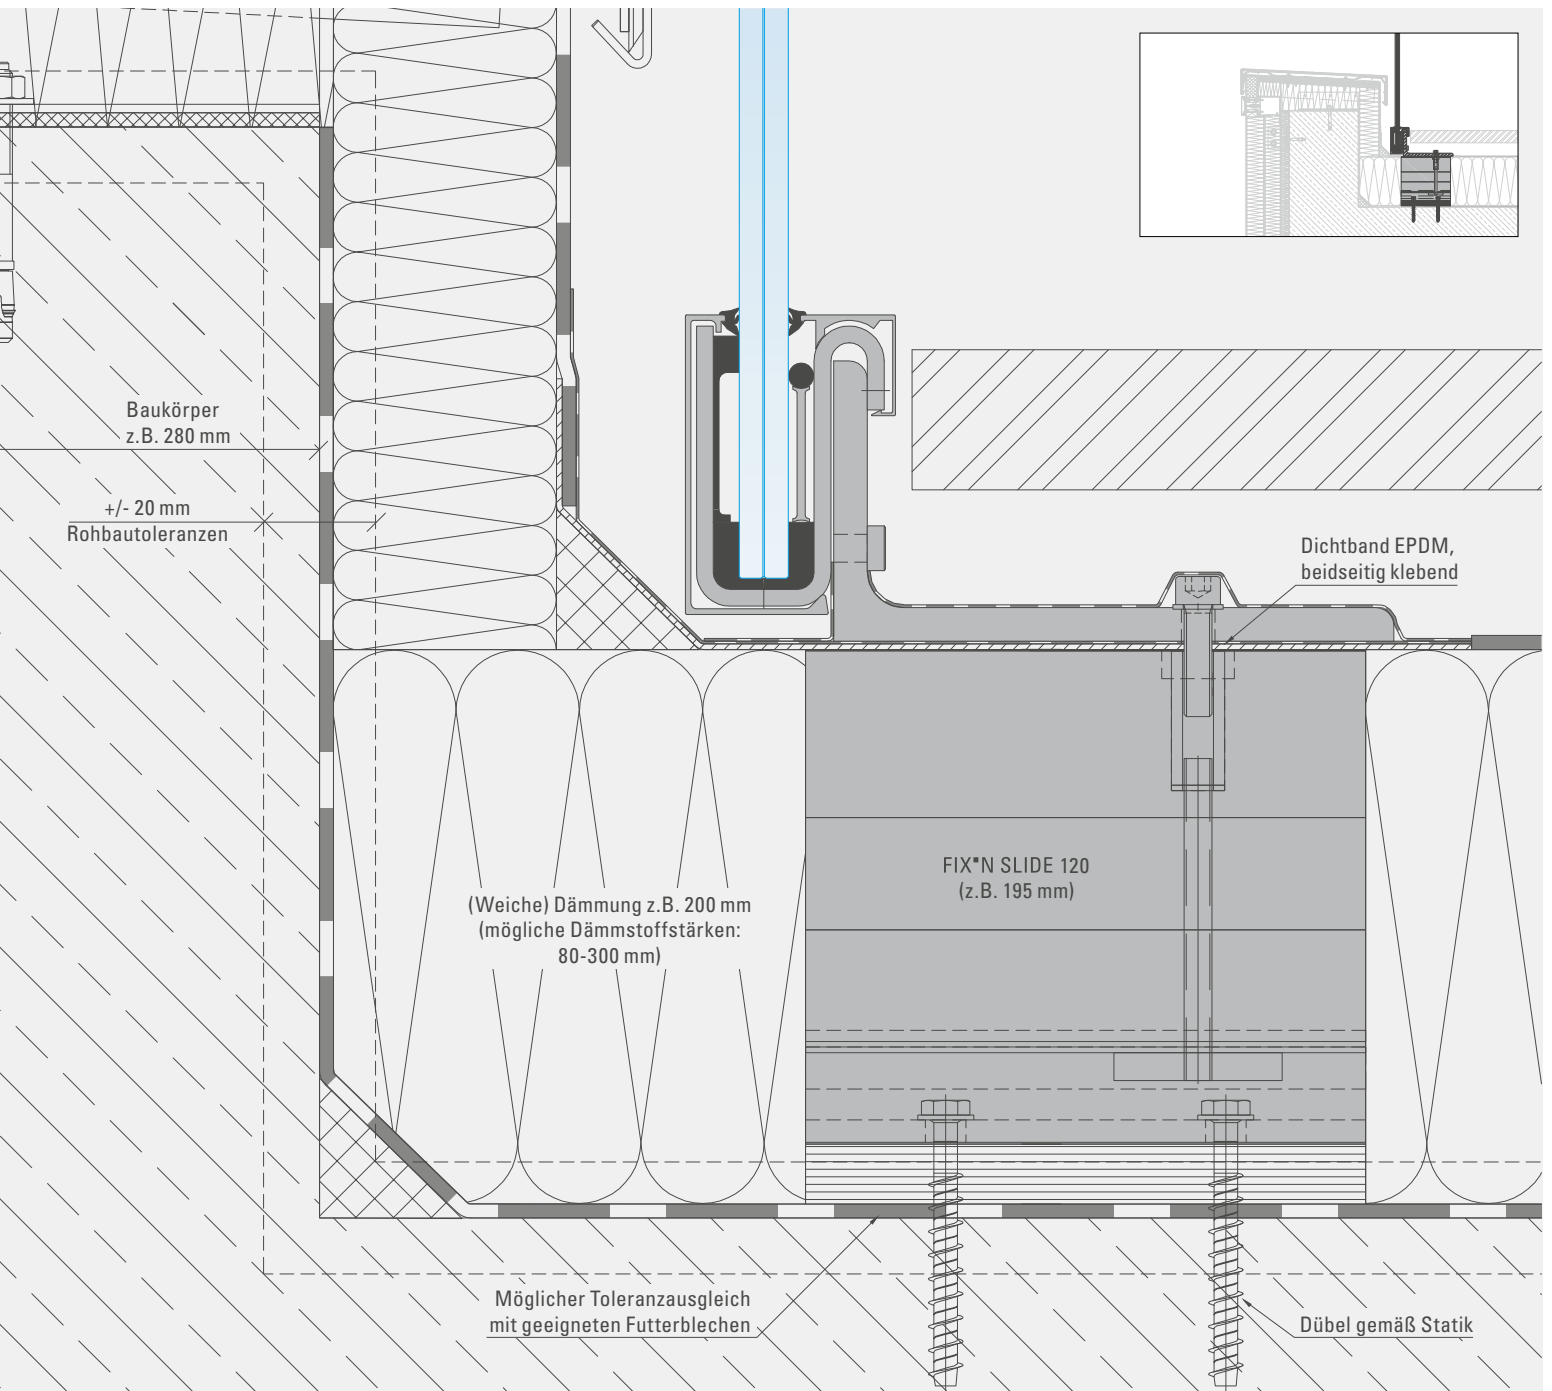 Baukörper
z.B. 280 mm
+/- 20 mm
Rohbautoleranzen
Dichtband EPDM,
beidseitig klebend
FIX■N SLIDE 120
(z.B. 195 mm)
(Weiche) Dämmung z.B. 200 mm
(mögliche Dämmstoffstärken:
80-300 mm)
Möglicher Toleranzausgleich
mit geeigneten Futterblechen
Dübel gemäß Statik